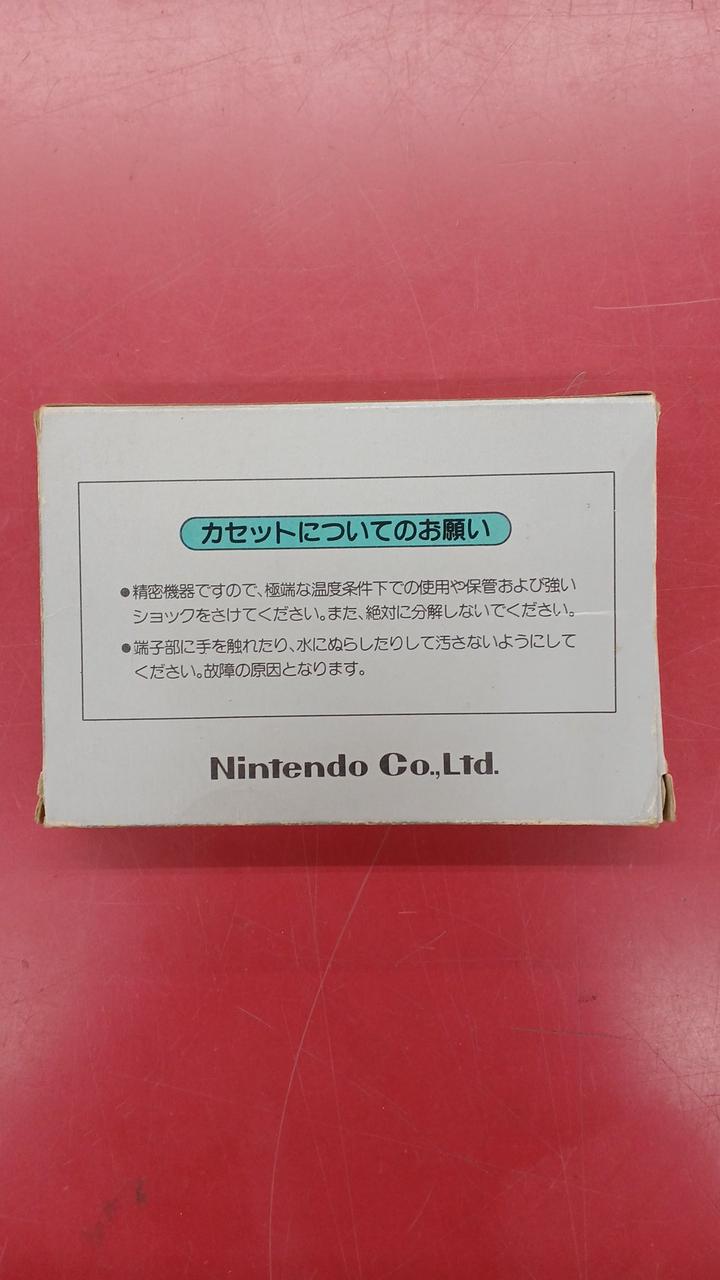 カセットについてのお願い
●精密機器ですので、極端な温度条件下での使用や保管および強い
ショックをさけてください。また、絶対に分解しないでください。
●端子部に手を触れたり、水にぬらしたりして汚さないようにして
ください。故障の原因となります。
Nintendo Co.,Ltd.